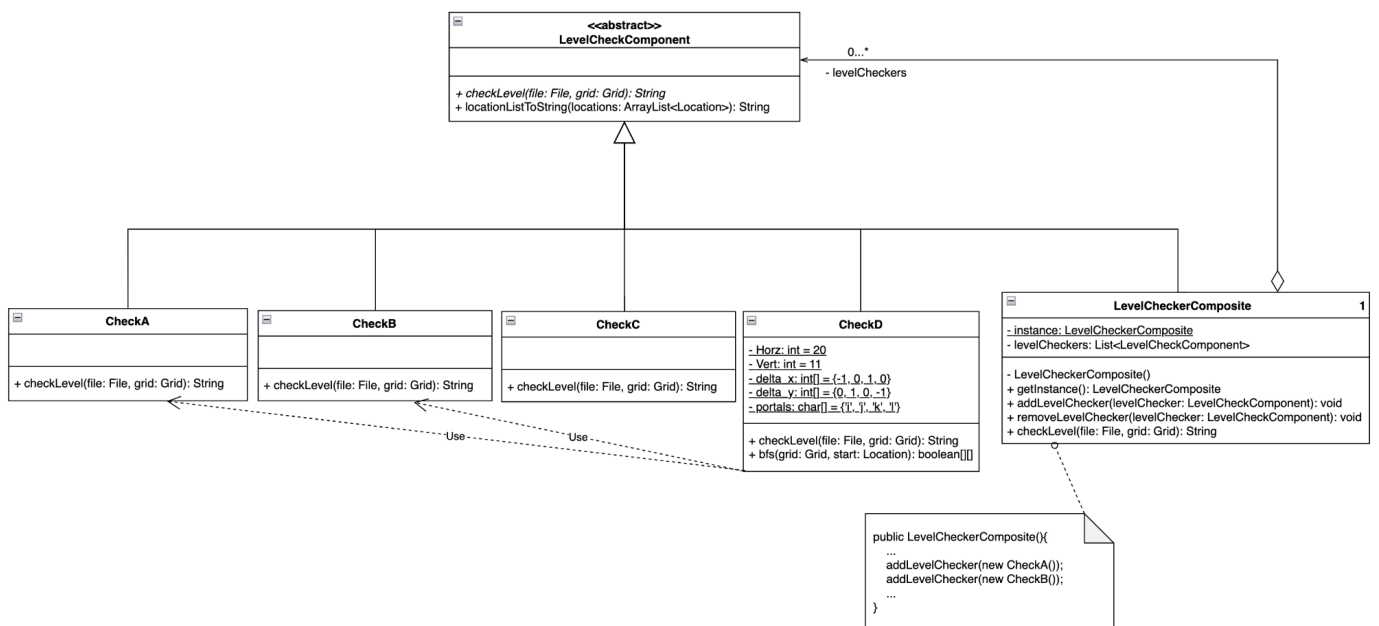 <<abstract>>
LevelCheckComponent
+ checkLevel(file: File, grid: Grid): String
+ locationListToString(locations: ArrayList<Location>): String
0...*
- levelCheckers
CheckA
+ checkLevel(file: File, grid: Grid): String
CheckB
+ checkLevel(file: File, grid: Grid): String
CheckC
+ checkLevel(file: File, grid: Grid): String
CheckD
- Horz: int = 20
- Vert: int = 11
- delta_x: int[] = {-1, 0, 1, 0}
- delta_y: int[] = {0, 1, 0, -1}
- portals: char[] = {'i', 'j', 'k', 'l'}
+ checkLevel(file: File, grid: Grid): String
+ bfs(grid: Grid, start: Location): boolean[][]
LevelCheckerComposite 1
- instance: LevelCheckerComposite
- levelCheckers: List<LevelCheckComponent>
- LevelCheckerComposite()
+ getInstance(): LevelCheckerComposite
+ addLevelChecker(levelChecker: LevelCheckComponent): void
+ removeLevelChecker(levelChecker: LevelCheckComponent): void
+ checkLevel(file: File, grid: Grid): String
Use
Use
public LevelCheckerComposite(){
...
addLevelChecker(new CheckA());
addLevelChecker(new CheckB());
...
}